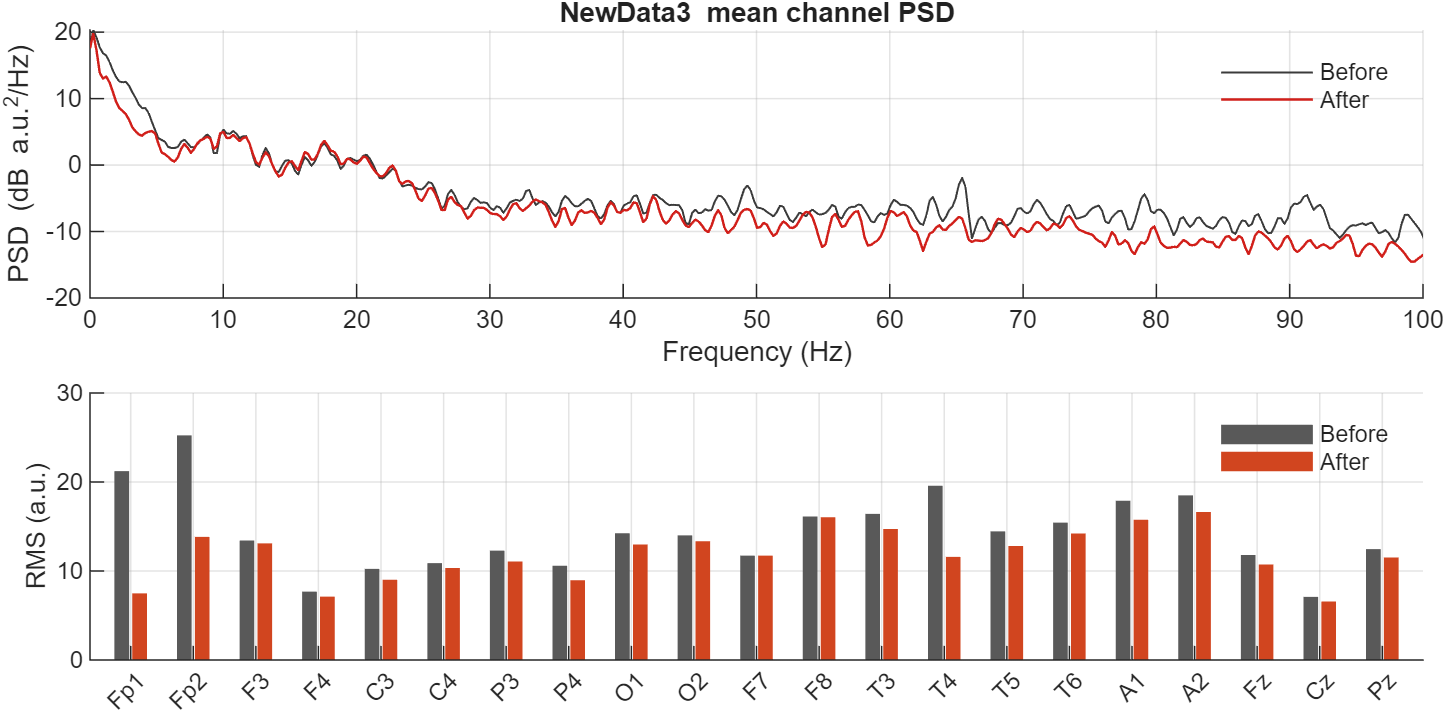 NewData3  mean channel PSD
PSD (dB a.u.²/Hz)
20
10
0
-10
-20
Before
After
0 10 20 30 40 50 60 70 80 90 100
Frequency (Hz)
RMS (a.u.)
30
20
10
0
Before
After
Fp1 Fp2 F3 F4 C3 C4 P3 P4 O1 O2 F7 F8 T3 T4 T5 T6 A1 A2 Fz Cz Pz